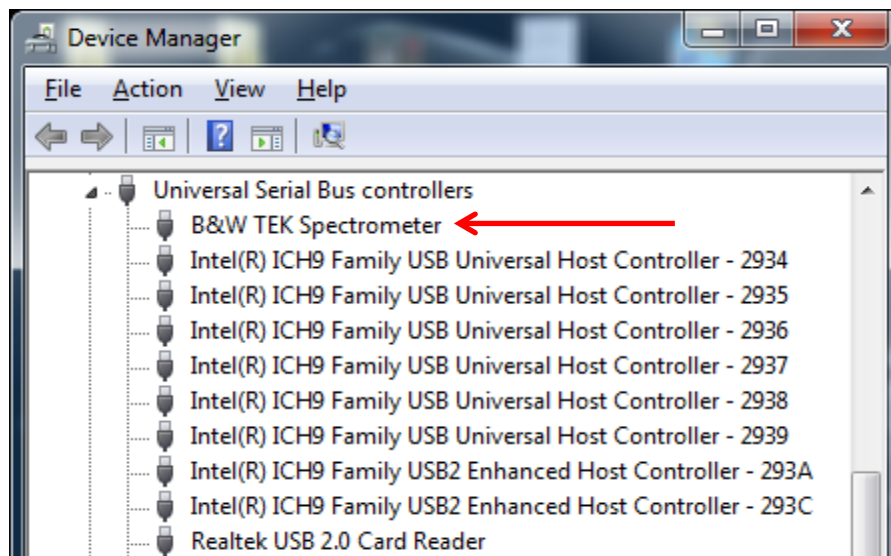 Device Manager
File Action View Help
Universal Serial Bus controllers
B&W TEK Spectrometer
Intel(R) ICH9 Family USB Universal Host Controller - 2934
Intel(R) ICH9 Family USB Universal Host Controller - 2935
Intel(R) ICH9 Family USB Universal Host Controller - 2936
Intel(R) ICH9 Family USB Universal Host Controller - 2937
Intel(R) ICH9 Family USB Universal Host Controller - 2938
Intel(R) ICH9 Family USB Universal Host Controller - 2939
Intel(R) ICH9 Family USB2 Enhanced Host Controller - 293A
Intel(R) ICH9 Family USB2 Enhanced Host Controller - 293C
Realtek USB 2.0 Card Reader